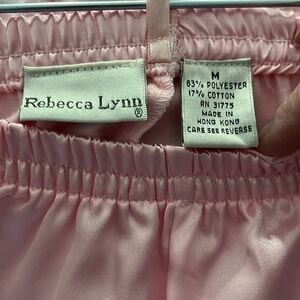 Rebecca Lynn®
M
83% POLYESTER
17% COTTON
RN 31775
MADE IN
HONG KONG
CARE SEE REVERSE